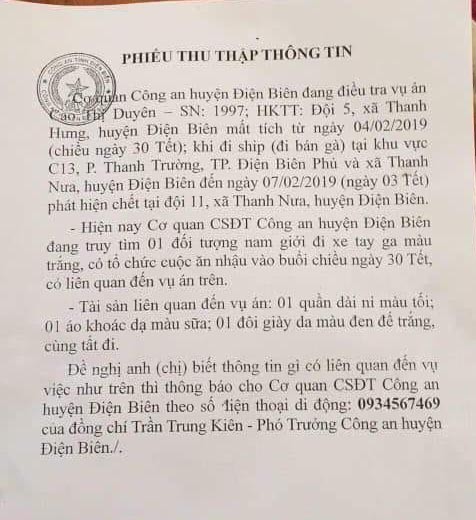 PHIẾU THU THẬP THÔNG TIN
Cơ quan Công an huyện Điện Biên đang điều tra vụ án
Cao Thị Duyên – SN: 1997; HKTT: Đội 5, xã Thanh
Hưng, huyện Điện Biên mất tích từ ngày 04/02/2019
(chiều ngày 30 Tết); khi đi ship (đi bán gà) tại khu vực
C13, P. Thanh Trường, TP. Điện Biên Phủ và xã Thanh
Nưa, huyện Điện Biên đến ngày 07/02/2019 (ngày 03 Tết)
phát hiện chết tại đội 11, xã Thanh Nưa, huyện Điện Biên.
- Hiện nay Cơ quan CSĐT Công an huyện Điện Biên
đang truy tìm 01 đối tượng nam giới đi xe tay ga màu
trắng, có tổ chức cuộc ăn nhậu vào buổi chiều ngày 30 Tết,
có liên quan đến vụ án trên.
- Tài sản liên quan đến vụ án: 01 quần dài nỉ màu tối;
01 áo khoác dạ màu sữa; 01 đôi giày da màu đen đế trắng,
cùng tất đi.
Đề nghị anh (chị) biết thông tin gì có liên quan đến vụ
việc như trên thì thông báo cho Cơ quan CSĐT Công an
huyện Điện Biên theo số điện thoại di động: 0934567469
của đồng chí Trần Trung Kiên - Phó Trưởng Công an huyện
Điện Biên./.